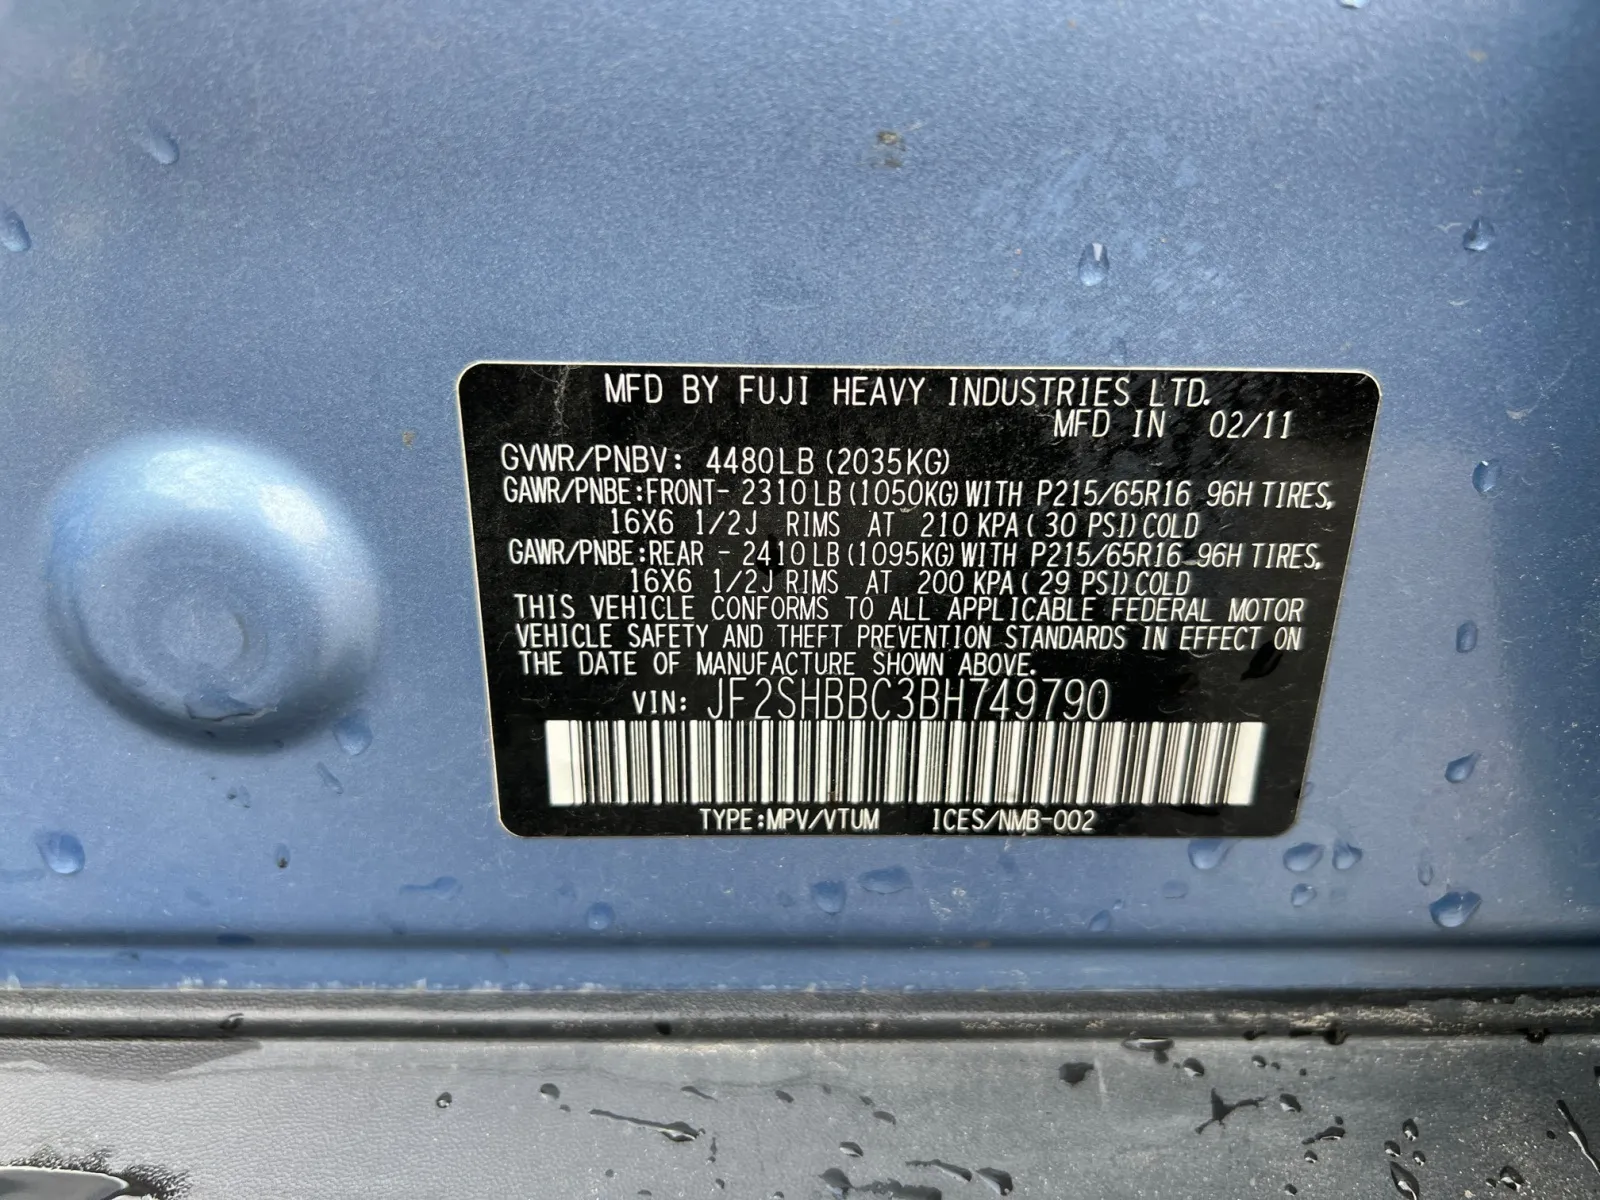 MFD BY FUJI HEAVY INDUSTRIES LTD.
MFD IN 02/11
GVWR/PNBV: 4480LB (2035KG)
GAWR/PNBE:FRONT- 2310LB (1050KG) WITH P215/65R16 96H TIRES,
16X6 1/2J RIMS AT 210 KPA ( 30 PSI) COLD
GAWR/PNBE:REAR - 2410LB (1095KG) WITH P215/65R16 96H TIRES,
16X6 1/2J RIMS AT 200 KPA ( 29 PSI) COLD
THIS VEHICLE CONFORMS TO ALL APPLICABLE FEDERAL MOTOR
VEHICLE SAFETY AND THEFT PREVENTION STANDARDS IN EFFECT ON
THE DATE OF MANUFACTURE SHOWN ABOVE.
VIN: JF2SHBBC3BH749790
TYPE:MPV/VTUM ICES/NMB-002